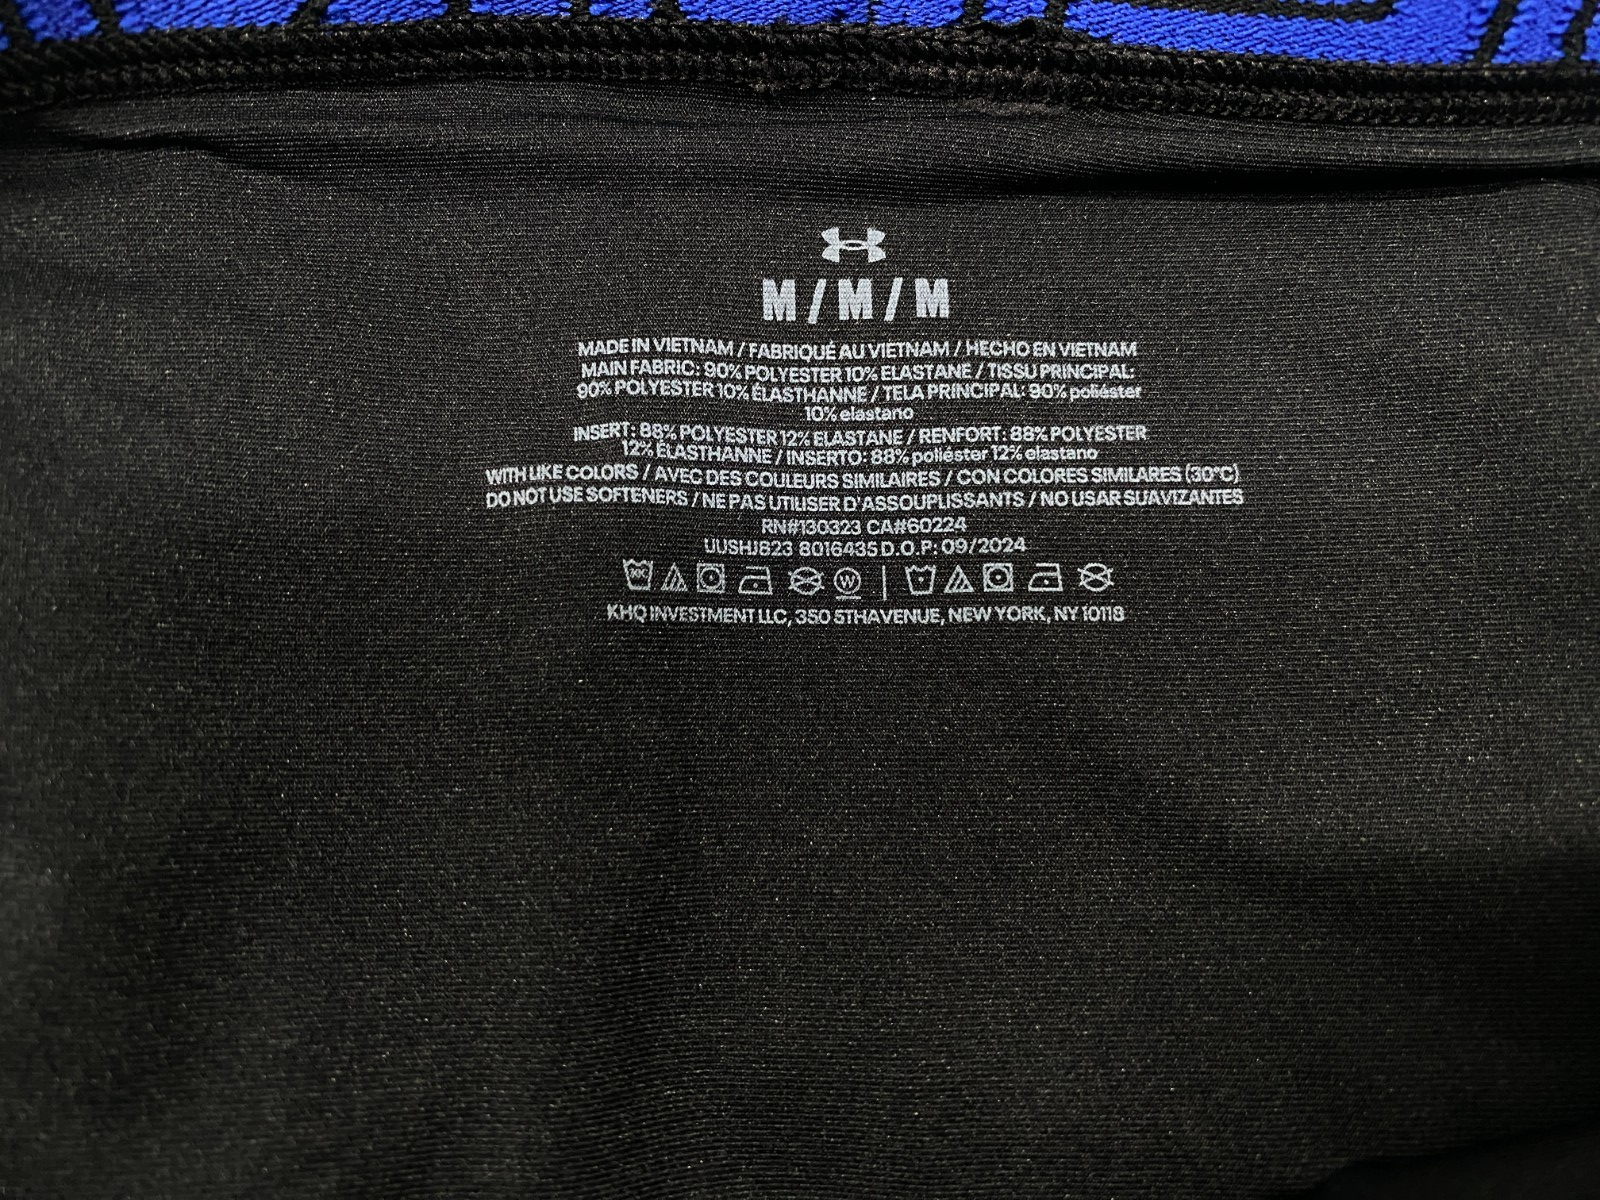 M / M / M
MADE IN VIETNAM / FABRIQUÉ AU VIETNAM / HECHO EN VIETNAM
MAIN FABRIC: 90% POLYESTER 10% ELASTANE / TISSU PRINCIPAL:
90% POLYESTER 10% ÉLASTHANNE / TELA PRINCIPAL: 90% poliéster
10% elastano
INSERT: 88% POLYESTER 12% ELASTANE / RENFORT: 88% POLYESTER
12% ÉLASTHANNE / INSERTO: 88% poliéster 12% elastano
WITH LIKE COLORS / AVEC DES COULEURS SIMILAIRES / CON COLORES SIMILARES (30°C)
DO NOT USE SOFTENERS / NE PAS UTILISER D'ASSOUPLISSANTS / NO USAR SUAVIZANTES
RN#130323 CA#60224
UUSHJ823 8016435 D.O.P: 09/2024
W
KHQ INVESTMENT LLC, 350 5THAVENUE, NEW YORK, NY 10118